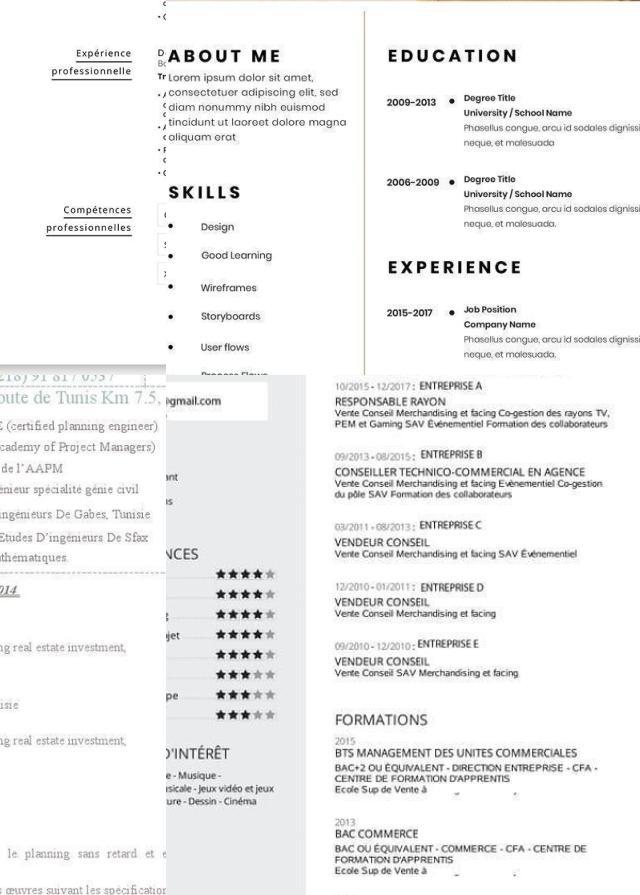 Expérience
professionnelle
Compétences
professionnelles
ABOUT ME
Lorem ipsum dolor sit amet,
consectetuer adipiscing elit, sed
diam nonummy nibh euismod
tincidunt ut laoreet dolore magna
aliquam erat
SKILLS
Design
Good Learning
Wireframes
Storyboards
User flows
Process Flows
EDUCATION
2009-2013 Degree Title
University / School Name
Phasellus congue, arcu id sodales
neque, et malesuada
2006-2009 Degree Title
University / School Name
Phasellus congue, arcu id sodales
neque, et malesuada.
EXPERIENCE
2015-2017 Job Position
Company Name
Phasellus congue, arcu id sodales
neque, et malesuada.
oute de Tunis Km 7.5,
E (certified planning engineer)
cademy of Project Managers)
de l'AAPM
énieur spécialité génie civil
ingénieurs De Gabes, Tunisie
Etudes D'ingénieurs De Sfax
athématiques.
014
ng real estate investment,
isie
ng real estate investment,
le planning sans retard et
s œuvres suivant les spécification
@gmail.com
ant
ns
NCES
jet
pe
D'INTÉRÊT
e - Musique -
usicale - Jeux vidéo et jeux
ure - Dessin - Cinéma
10/2015 - 12/2017 : ENTREPRISE A
RESPONSABLE RAYON
Vente Conseil Merchandising et facing Co-gestion des rayons TV,
PEM et Gaming SAV Événementiel Formation des collaborateurs
09/2013 - 08/2015 : ENTREPRISE B
CONSEILLER TECHNICO-COMMERCIAL EN AGENCE
Vente Conseil Merchandising et facing Evènementiel Co-gestion
du pôle SAV Formation des collaborateurs
03/2011 - 08/2013 : ENTREPRISE C
VENDEUR CONSEIL
Vente Conseil Merchandising et facing SAV Événementiel
12/2010 - 01/2011 : ENTREPRISE D
VENDEUR CONSEIL
Vente Conseil Merchandising et facing
09/2010 - 12/2010 : ENTREPRISE E
VENDEUR CONSEIL
Vente Conseil SAV Merchandising et facing
FORMATIONS
2015
BTS MANAGEMENT DES UNITES COMMERCIALES
BAC+2 OU ÉQUIVALENT - DIRECTION ENTREPRISE - CFA -
CENTRE DE FORMATION D'APPRENTIS
Ecole Sup de Vente à
2013
BAC COMMERCE
BAC OU ÉQUIVALENT - COMMERCE - CFA - CENTRE DE
FORMATION D'APPRENTIS
Ecole Sup de Vente à